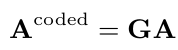 A^coded = GA